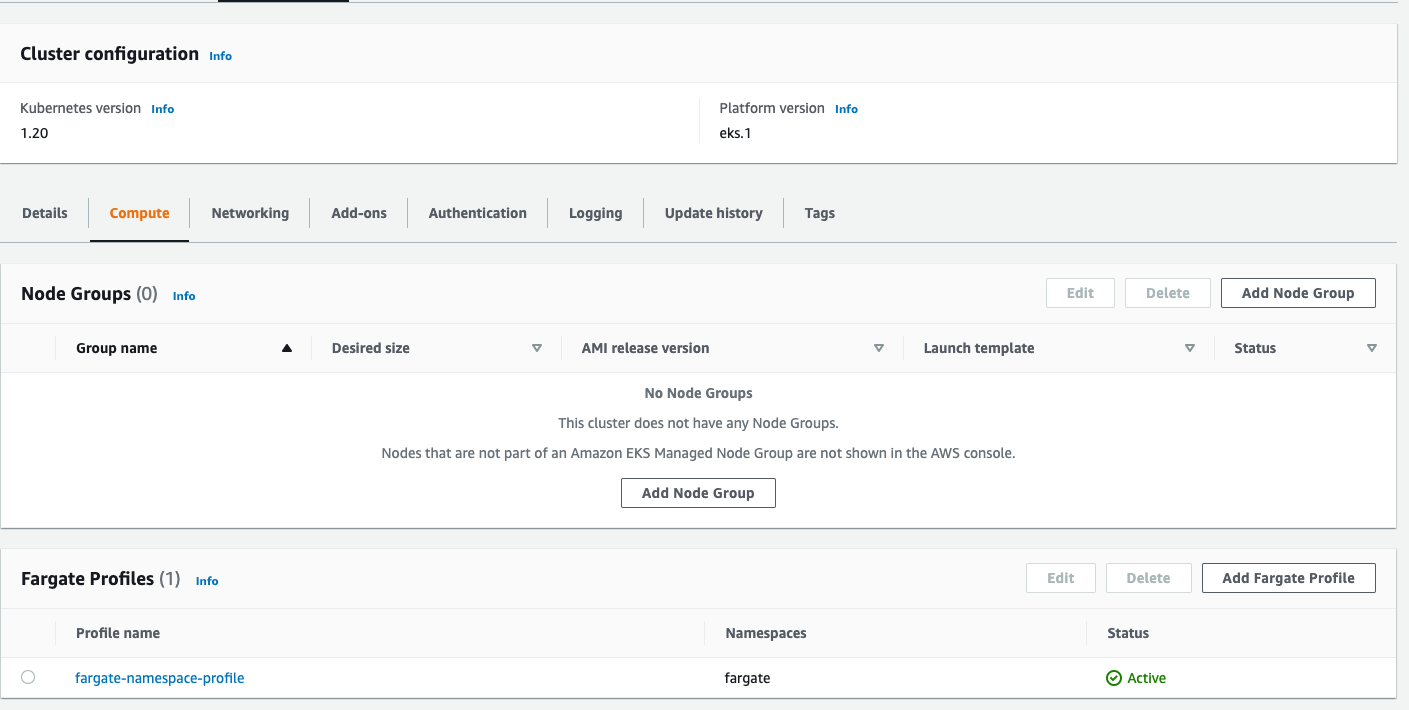 Cluster configuration Info
Kubernetes version Info
1.20
Platform version Info
eks.1
Details Compute Networking Add-ons Authentication Logging Update history Tags
Node Groups (0) Info Edit Delete Add Node Group
Group name Desired size AMI release version Launch template Status
No Node Groups
This cluster does not have any Node Groups.
Nodes that are not part of an Amazon EKS Managed Node Group are not shown in the AWS console.
Add Node Group
Fargate Profiles (1) Info Edit Delete Add Fargate Profile
Profile name Namespaces Status
fargate-namespace-profile fargate Active